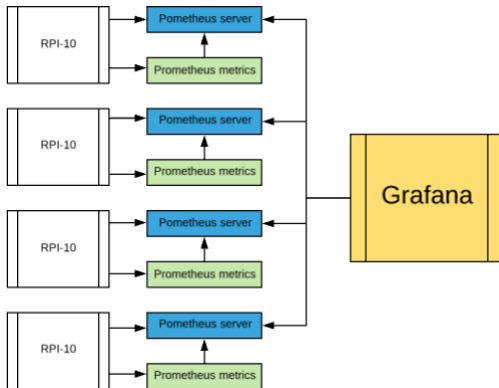 Pometheus server
RPI-10
Prometheus metrics
Pometheus server
RPI-10
Prometheus metrics
Grafana
Pometheus server
RPI-10
Prometheus metrics
Pometheus server
RPI-10
Prometheus metrics